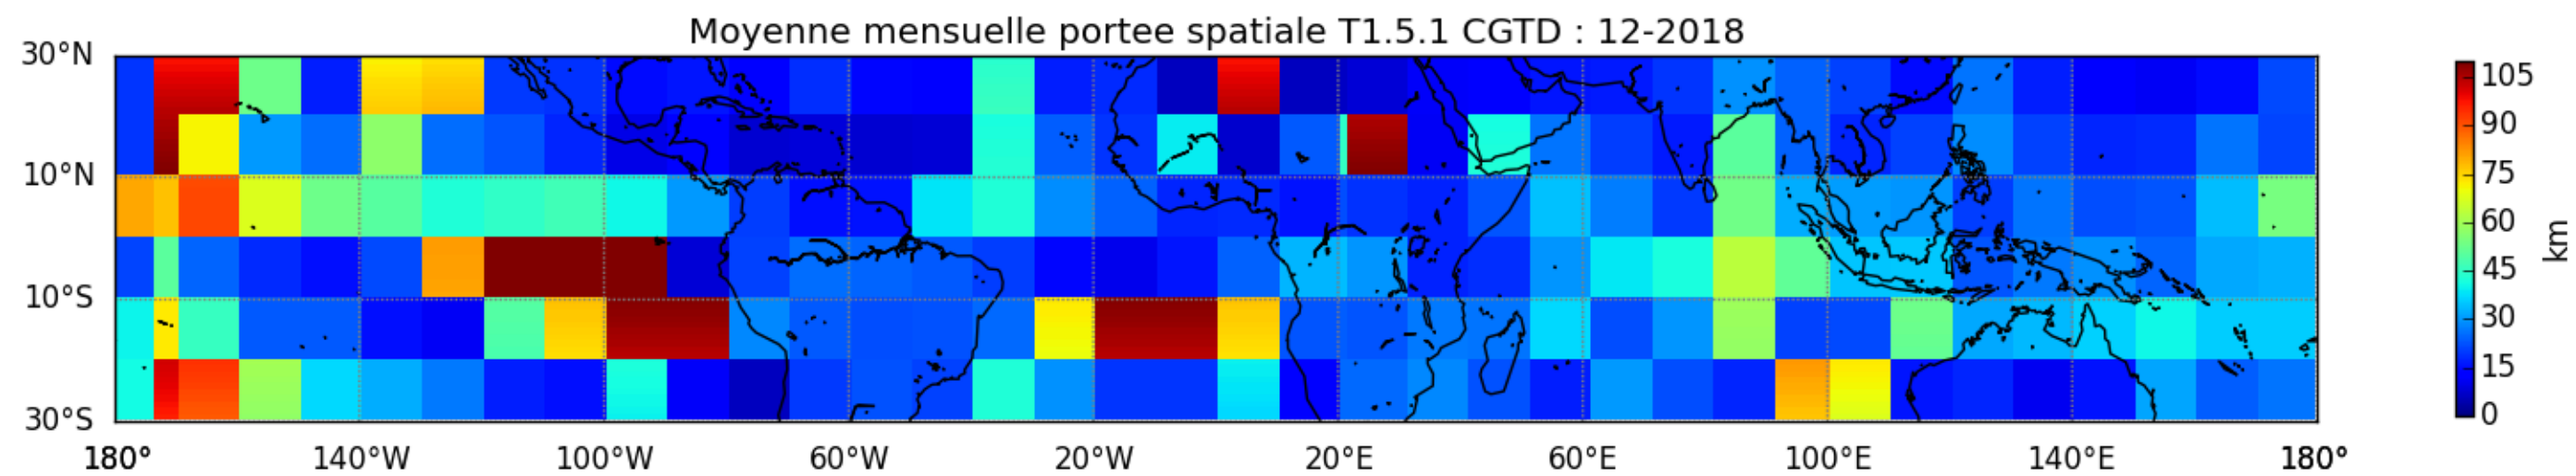 Moyenne mensuelle portee spatiale T1.5.1 CGTD : 12-2018
30°N
10°N
10°S
30°S
180° 140°W 100°W 60°W 20°W 20°E 60°E 100°E 140°E 180°
105
90
75
60
45
30
15
0
km